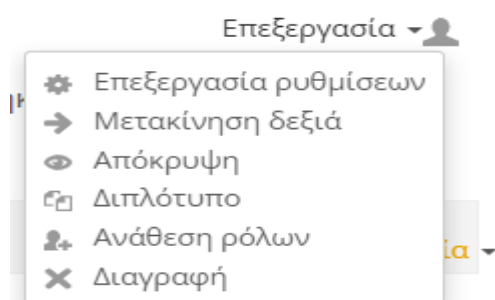 Επεξεργασία
Επεξεργασία ρυθμίσεων
Μετακίνηση δεξιά
Απόκρυψη
Διπλότυπο
Ανάθεση ρόλων
Διαγραφή